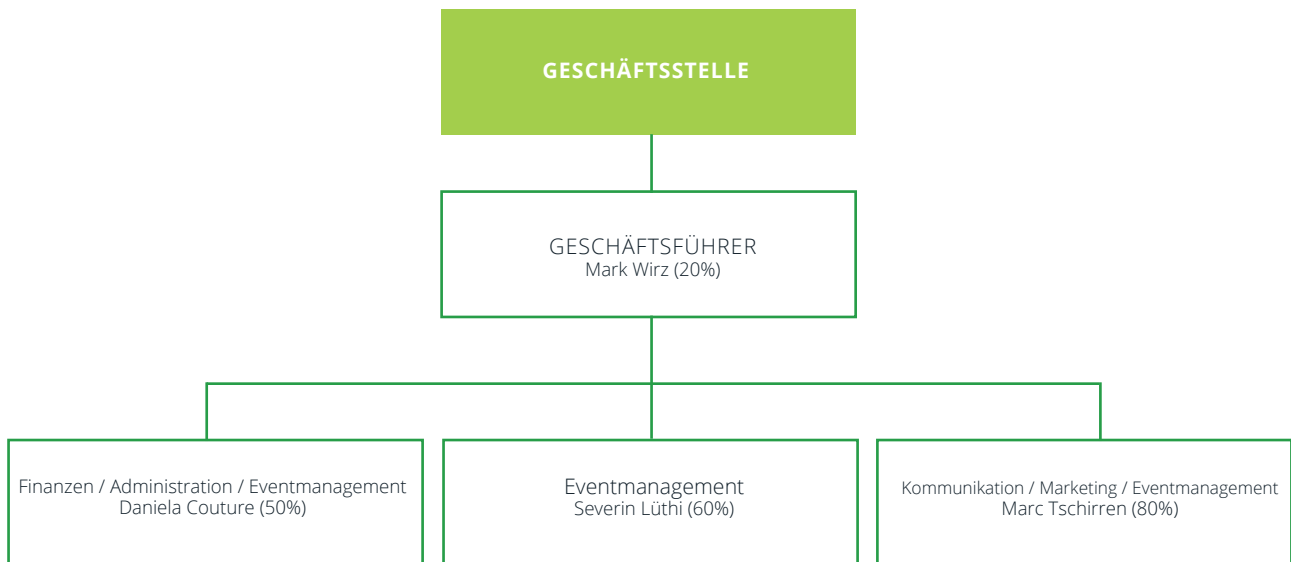 GESCHÄFTSSTELLE
GESCHÄFTSFÜHRER
Mark Wirz (20%)
Finanzen / Administration / Eventmanagement
Daniela Couture (50%)
Eventmanagement
Severin Lüthi (60%)
Kommunikation / Marketing / Eventmanagement
Marc Tschirren (80%)